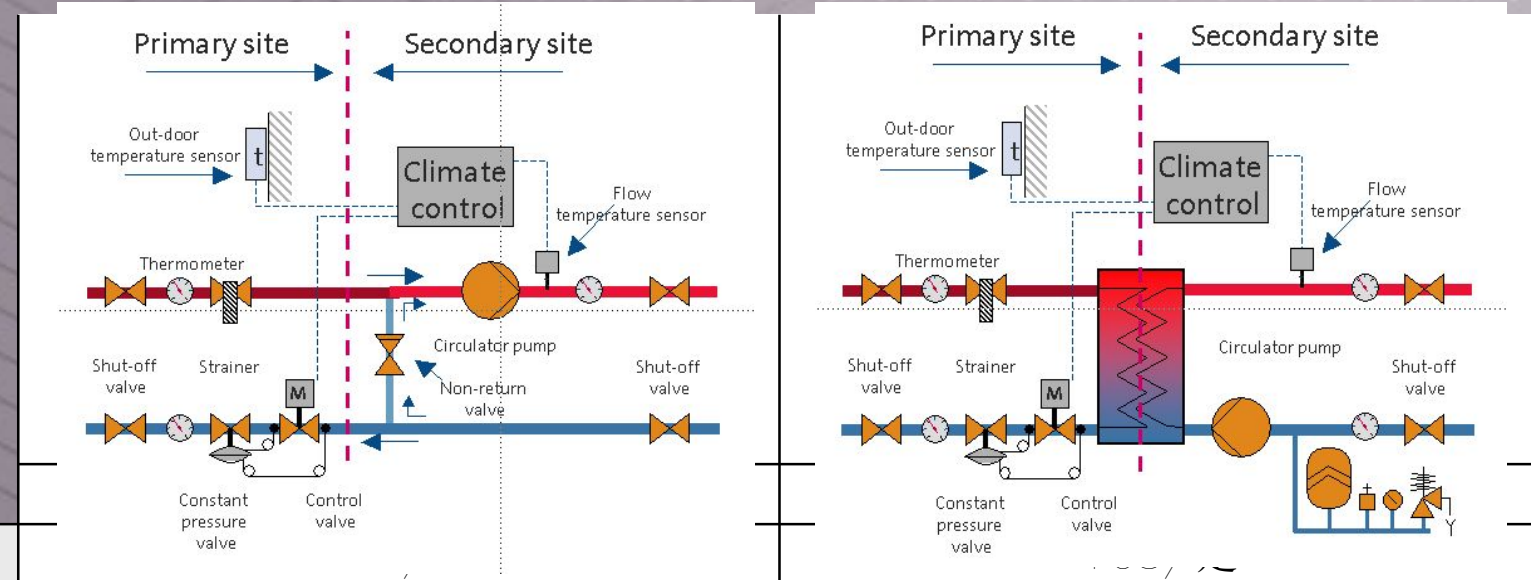 Primary site
Secondary site
Out-door
temperature sensor
t
Climate
control
Flow
temperature sensor
Thermometer
Circulator pump
Shut-off
valve
Strainer
M
Non-return
valve
Shut-off
valve
Constant
pressure
valve
Control
valve
Primary site
Secondary site
Out-door
temperature sensor
t
Climate
control
Flow
temperature sensor
Thermometer
Circulator pump
Shut-off
valve
Strainer
M
Shut-off
valve
Constant
pressure
valve
Control
valve